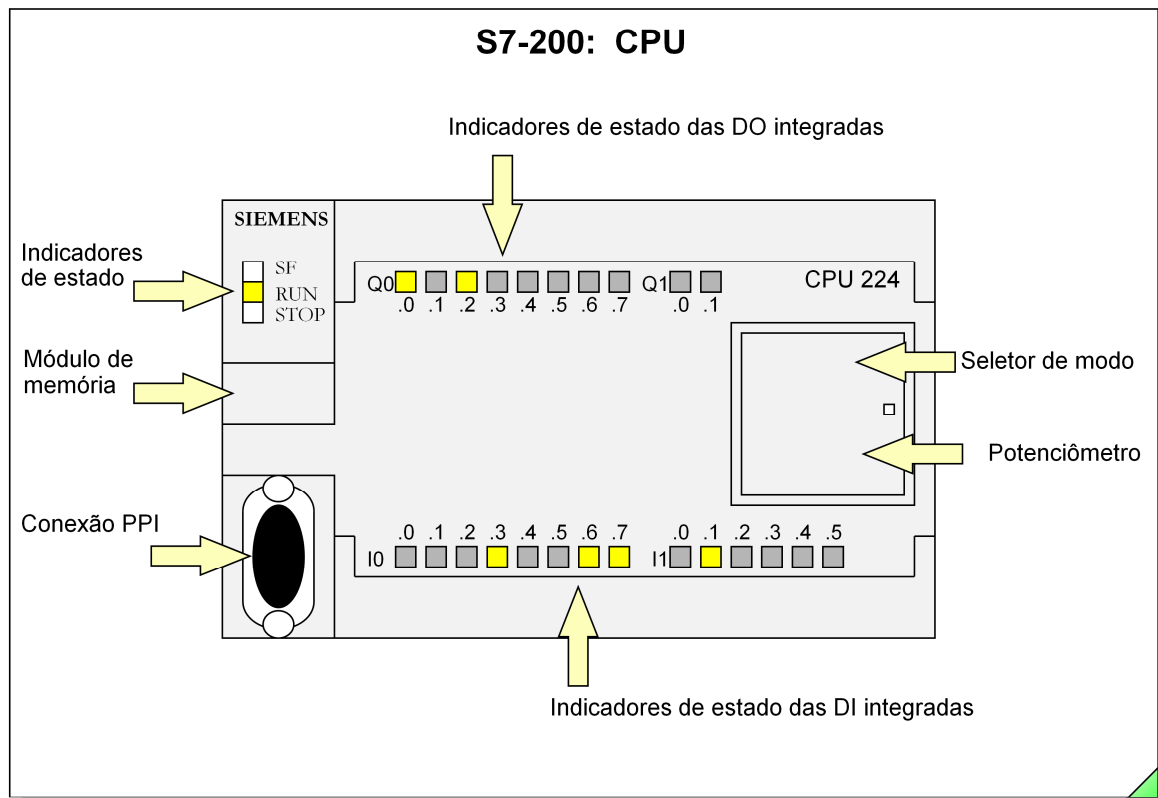 S7-200: CPU
Indicadores de estado das DO integradas
SIEMENS
Indicadores
de estado
SF
RUN
STOP
Q0
.0 .1 .2 .3 .4 .5 .6 .7
Q1
.0 .1
CPU 224
Módulo de
memória
Seletor de modo
Potenciômetro
Conexão PPI
.0 .1 .2 .3 .4 .5 .6 .7
I0
.0 .1 .2 .3 .4 .5
I1
Indicadores de estado das DI integradas